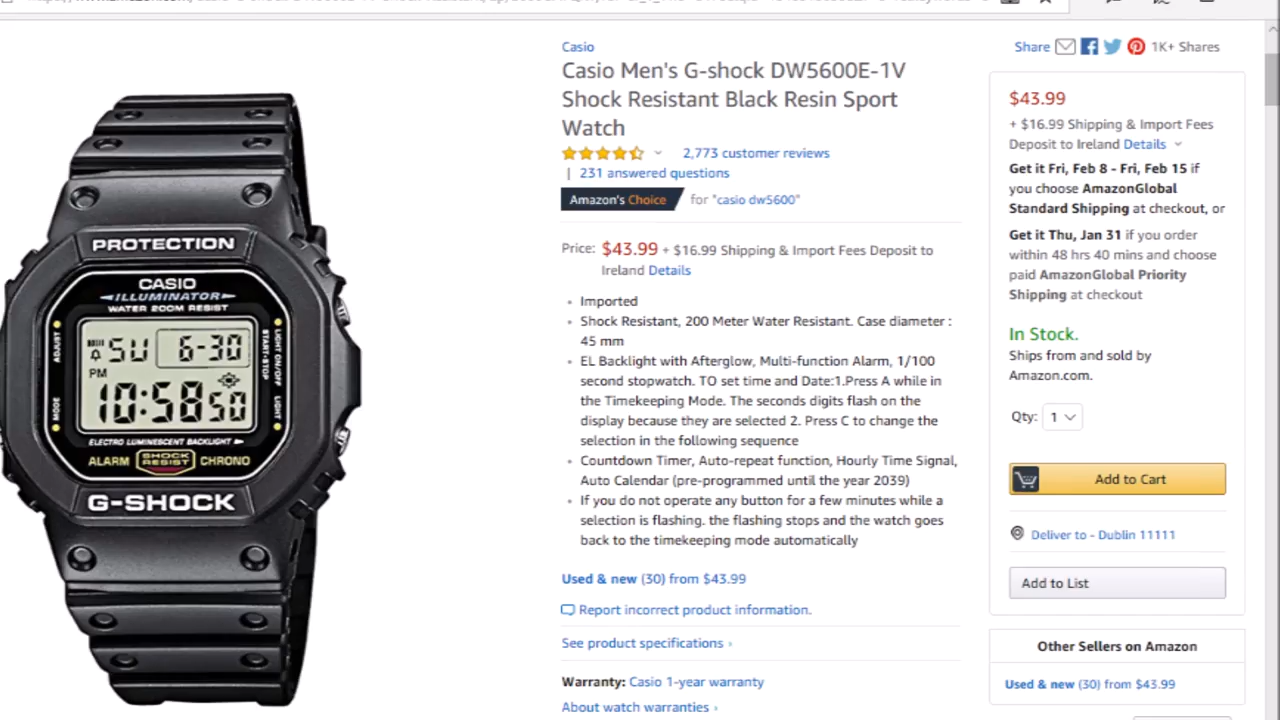 Casio
Casio Men's G-shock DW5600E-1V
Shock Resistant Black Resin Sport
Watch
2,773 customer reviews
| 231 answered questions
Amazon's Choice for "casio dw5600"
Price: $43.99 + $16.99 Shipping & Import Fees Deposit to
Ireland Details
Imported
Shock Resistant, 200 Meter Water Resistant. Case diameter :
45 mm
EL Backlight with Afterglow, Multi-function Alarm, 1/100
second stopwatch. TO set time and Date:1.Press A while in
the Timekeeping Mode. The seconds digits flash on the
display because they are selected 2. Press C to change the
selection in the following sequence
Countdown Timer, Auto-repeat function, Hourly Time Signal,
Auto Calendar (pre-programmed until the year 2039)
If you do not operate any button for a few minutes while a
selection is flashing. the flashing stops and the watch goes
back to the timekeeping mode automatically
Used & new (30) from $43.99
Report incorrect product information.
See product specifications ›
Warranty: Casio 1-year warranty
About watch warranties ›
Share 1K+ Shares
$43.99
+ $16.99 Shipping & Import Fees
Deposit to Ireland Details
Get it Fri, Feb 8 - Fri, Feb 15 if
you choose AmazonGlobal
Standard Shipping at checkout, or
Get it Thu, Jan 31 if you order
within 48 hrs 40 mins and choose
paid AmazonGlobal Priority
Shipping at checkout
In Stock.
Ships from and sold by
Amazon.com.
Qty: 1
Add to Cart
Deliver to - Dublin 11111
Add to List
Other Sellers on Amazon
Used & new (30) from $43.99
PROTECTION
CASIO
ILLUMINATOR
WATER 200M RESIST
ADJUST
MODE
LIGHT ON/OFF
START•STOP
LIGHT
SU 6-30
PM
10:58 50
ELECTRO LUMINESCENT BACKLIGHT
ALARM SHOCK RESIST CHRONO
G-SHOCK